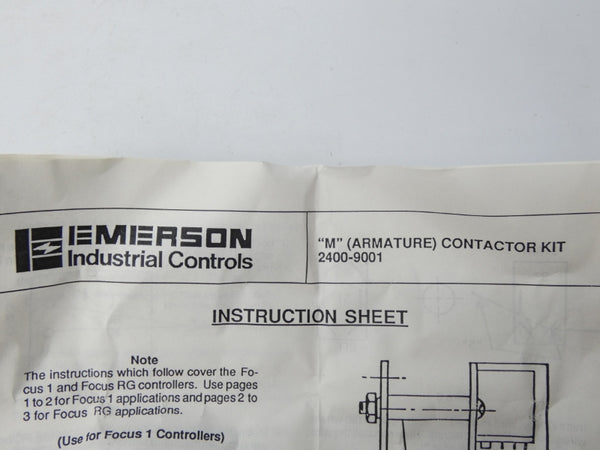 EMERSON
Industrial Controls
"M" (ARMATURE) CONTACTOR KIT
2400-9001
INSTRUCTION SHEET
Note
The instructions which follow cover the Fo-
cus 1 and Focus RG controllers. Use pages
1 to 2 for Focus 1 applications and pages 2 to
3 for Focus RG applications.
(Use for Focus 1 Controllers)